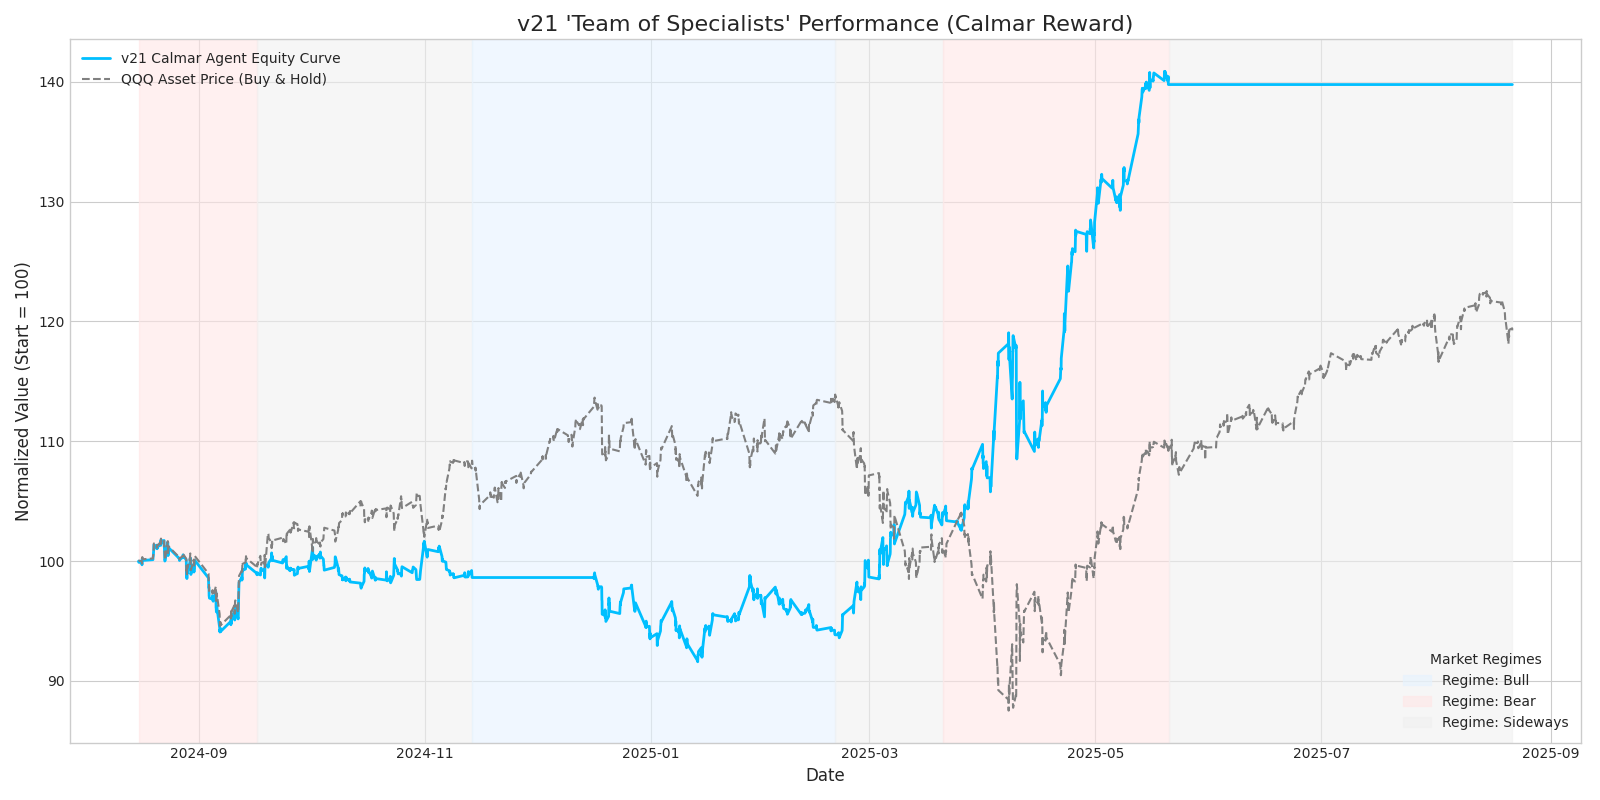 v21 'Team of Specialists' Performance (Calmar Reward)
v21 Calmar Agent Equity Curve
QQQ Asset Price (Buy & Hold)
140
130
120
110
100
90
Normalized Value (Start = 100)
Market Regimes
Regime: Bull
Regime: Bear
Regime: Sideways
2024-09 2024-11 2025-01 2025-03 2025-05 2025-07 2025-09
Date